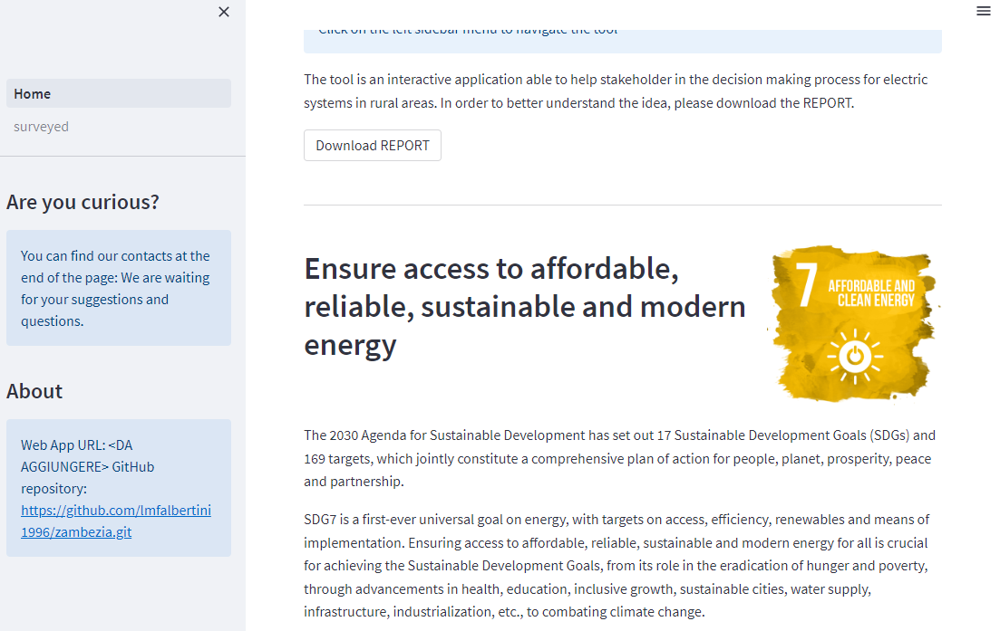 Home
surveyed
Are you curious?
You can find our contacts at the
end of the page: We are waiting
for your suggestions and
questions.
About
Web App URL: <DA
AGGIUNGERE> GitHub
repository:
https://github.com/lmfalbertini
1996/zambezia.git
Click on the left sidebar menu to navigate the tool
The tool is an interactive application able to help stakeholder in the decision making process for electric
systems in rural areas. In order to better understand the idea, please download the REPORT.
Download REPORT
Ensure access to affordable,
reliable, sustainable and modern
energy
7 AFFORDABLE AND
CLEAN ENERGY
The 2030 Agenda for Sustainable Development has set out 17 Sustainable Development Goals (SDGs) and
169 targets, which jointly constitute a comprehensive plan of action for people, planet, prosperity, peace
and partnership.
SDG7 is a first-ever universal goal on energy, with targets on access, efficiency, renewables and means of
implementation. Ensuring access to affordable, reliable, sustainable and modern energy for all is crucial
for achieving the Sustainable Development Goals, from its role in the eradication of hunger and poverty,
through advancements in health, education, inclusive growth, sustainable cities, water supply,
infrastructure, industrialization, etc., to combating climate change.